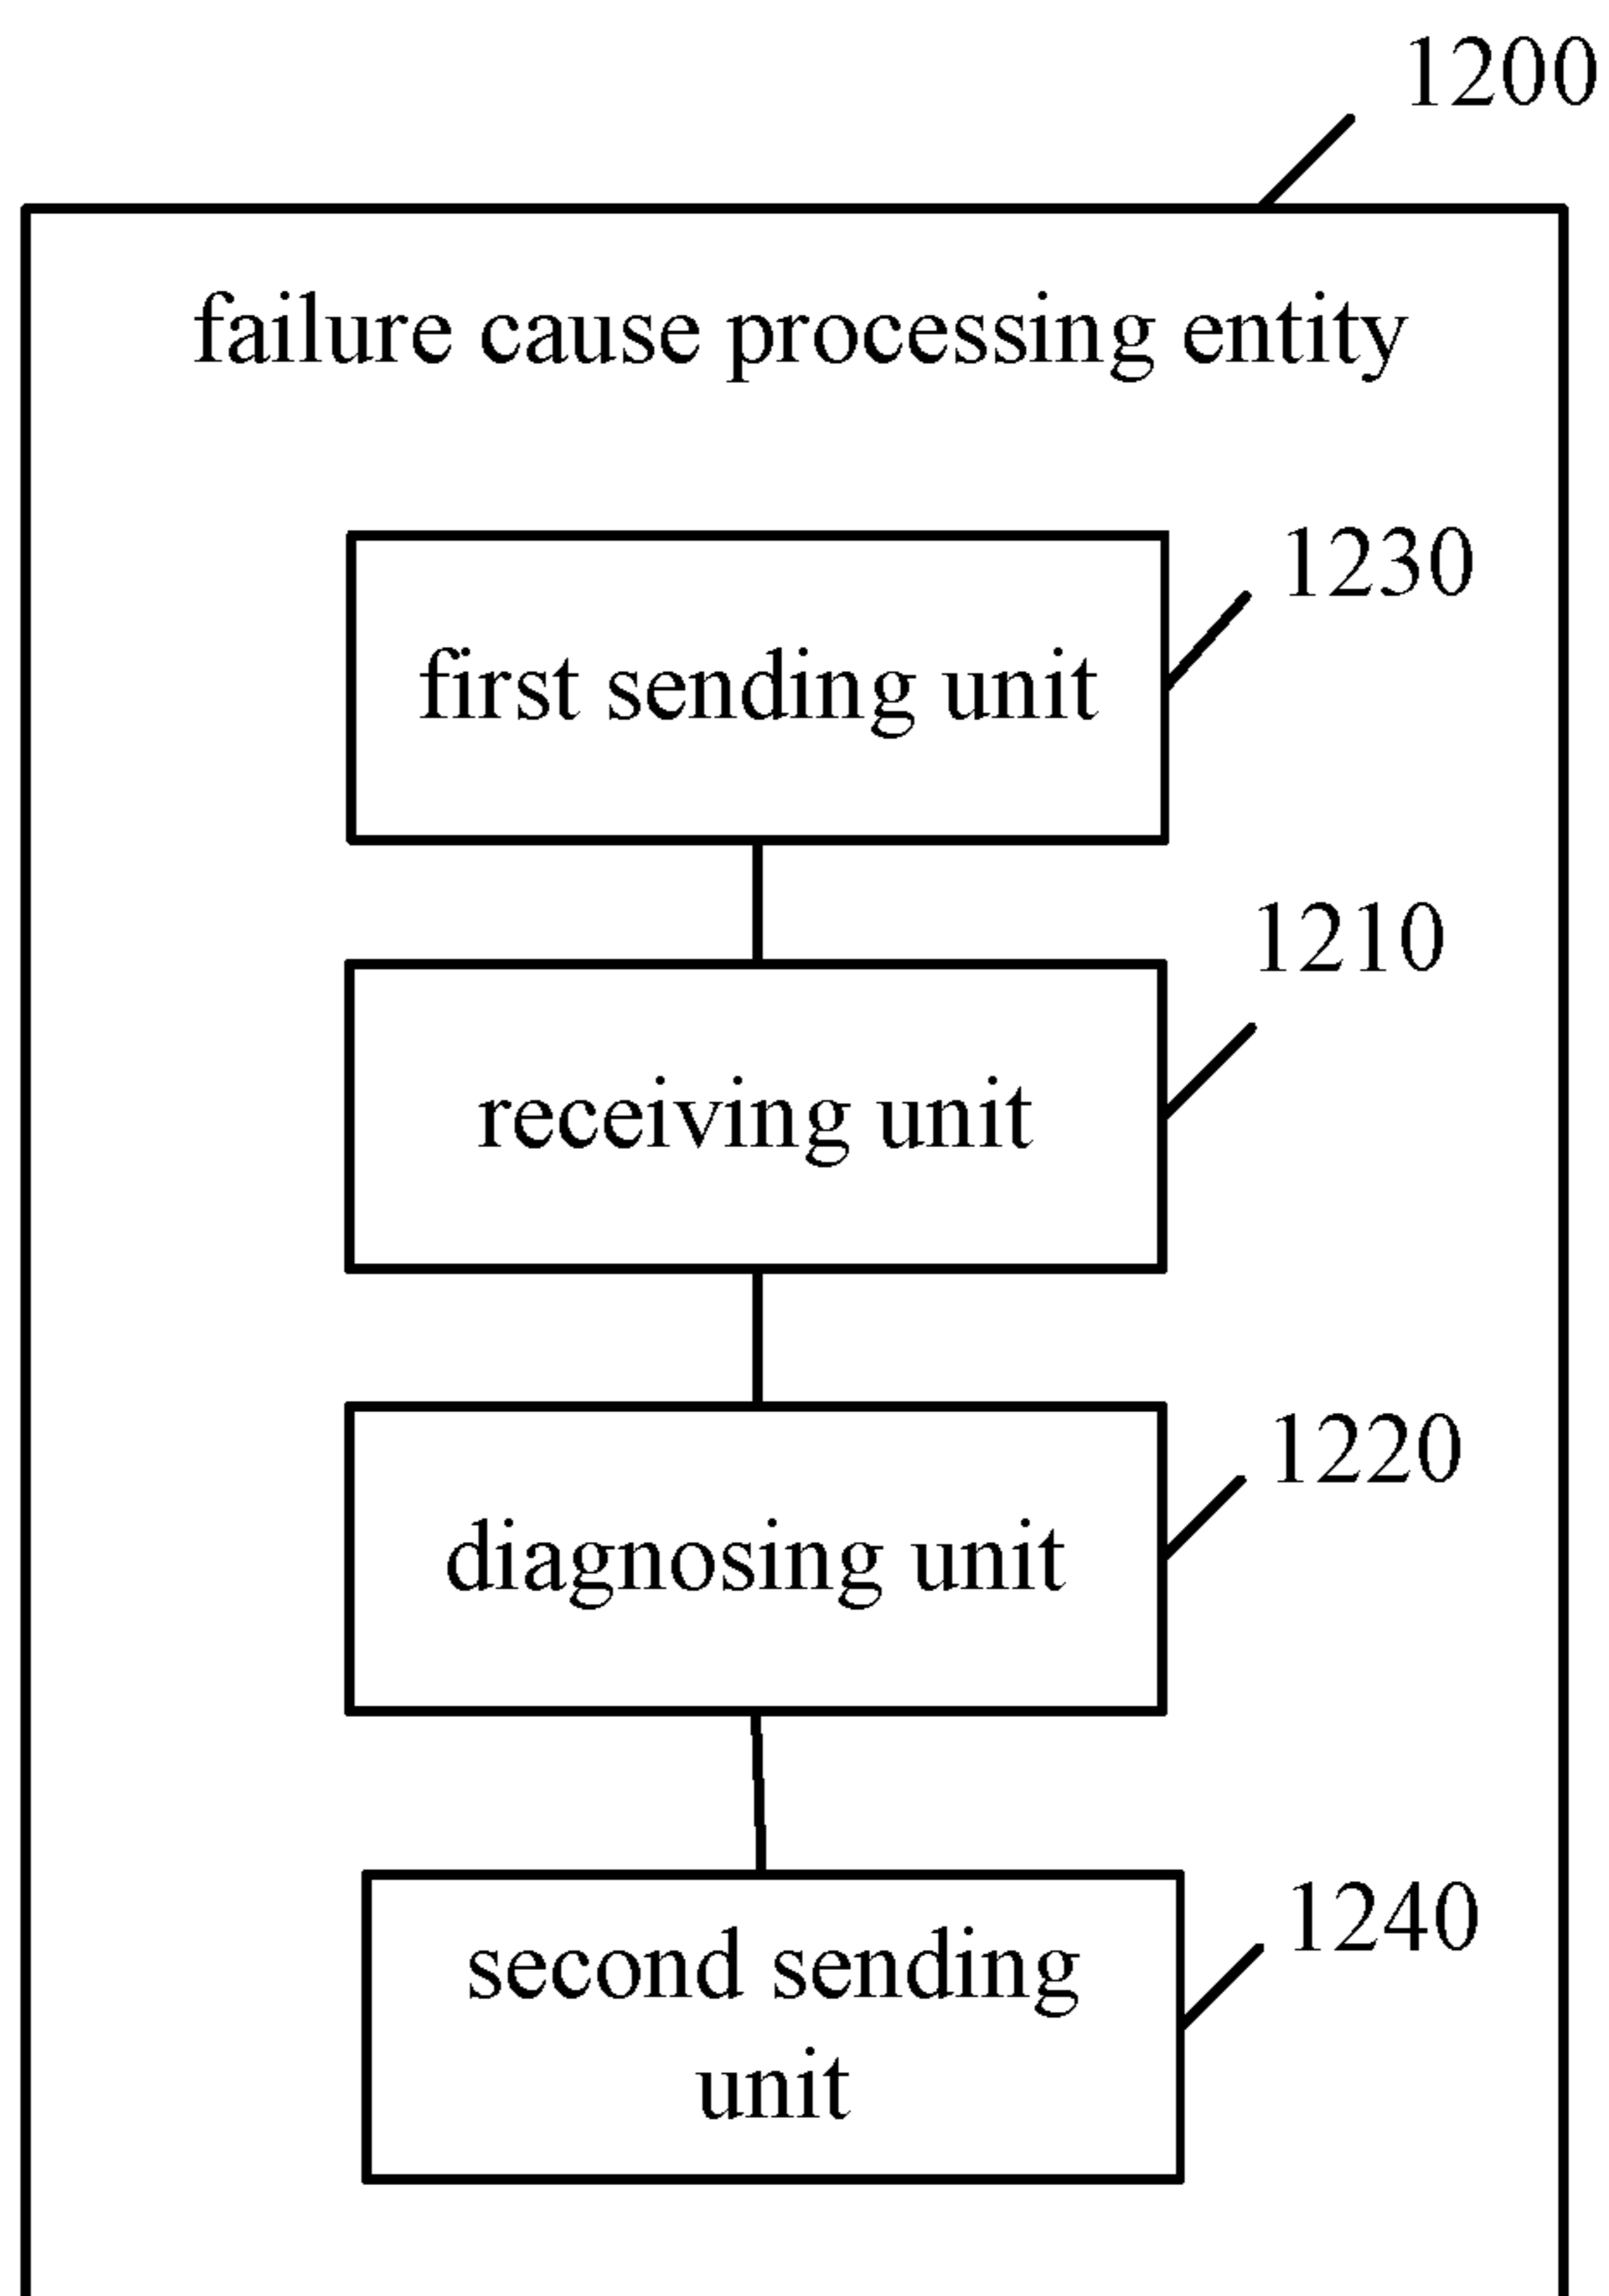 1200
failure cause processing entity
1230
first sending unit
1210
receiving unit
1220
diagnosing unit
1240
second sending
unit